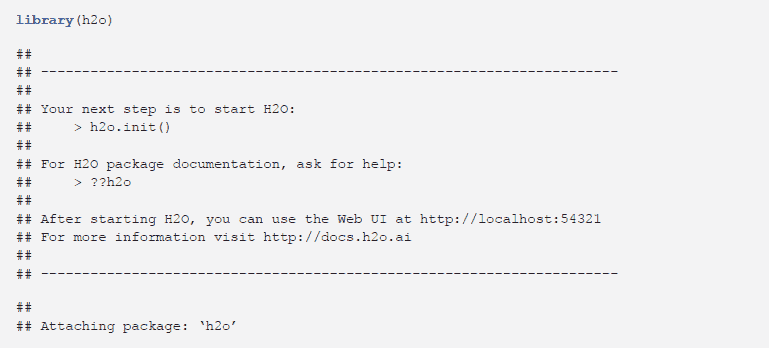 library(h2o)
##
## ----------------------------------------------------------------------
##
## Your next step is to start H2O:
##     > h2o.init()
##
## For H2O package documentation, ask for help:
##     > ??h2o
##
## After starting H2O, you can use the Web UI at http://localhost:54321
## For more information visit http://docs.h2o.ai
##
## ----------------------------------------------------------------------
##
## Attaching package: ‘h2o’